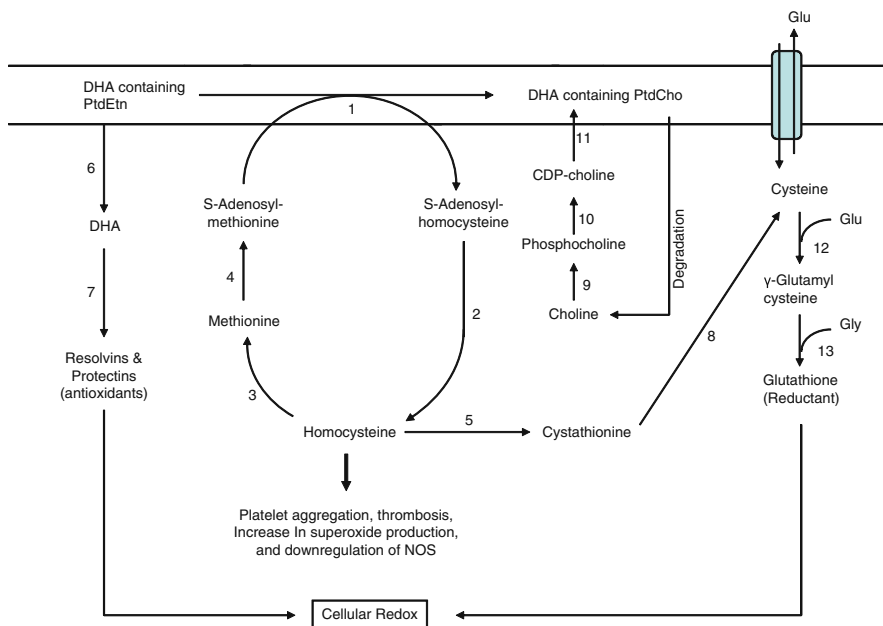 Glu
DHA containing
PtdEtn
1
DHA containing PtdCho
11
6
CDP-choline
S-Adenosyl-
methionine
S-Adenosyl-
homocysteine
Cysteine
DHA
10
Phosphocholine
Degradation
Glu
12
4
9
γ-Glutamyl
cysteine
7
Methionine
2
Choline
8
Gly
13
Resolvins &
Protectins
(antioxidants)
Glutathione
(Reductant)
3
5
Homocysteine
Cystathionine
Platelet aggregation, thrombosis,
Increase In superoxide production,
and downregulation of NOS
Cellular Redox